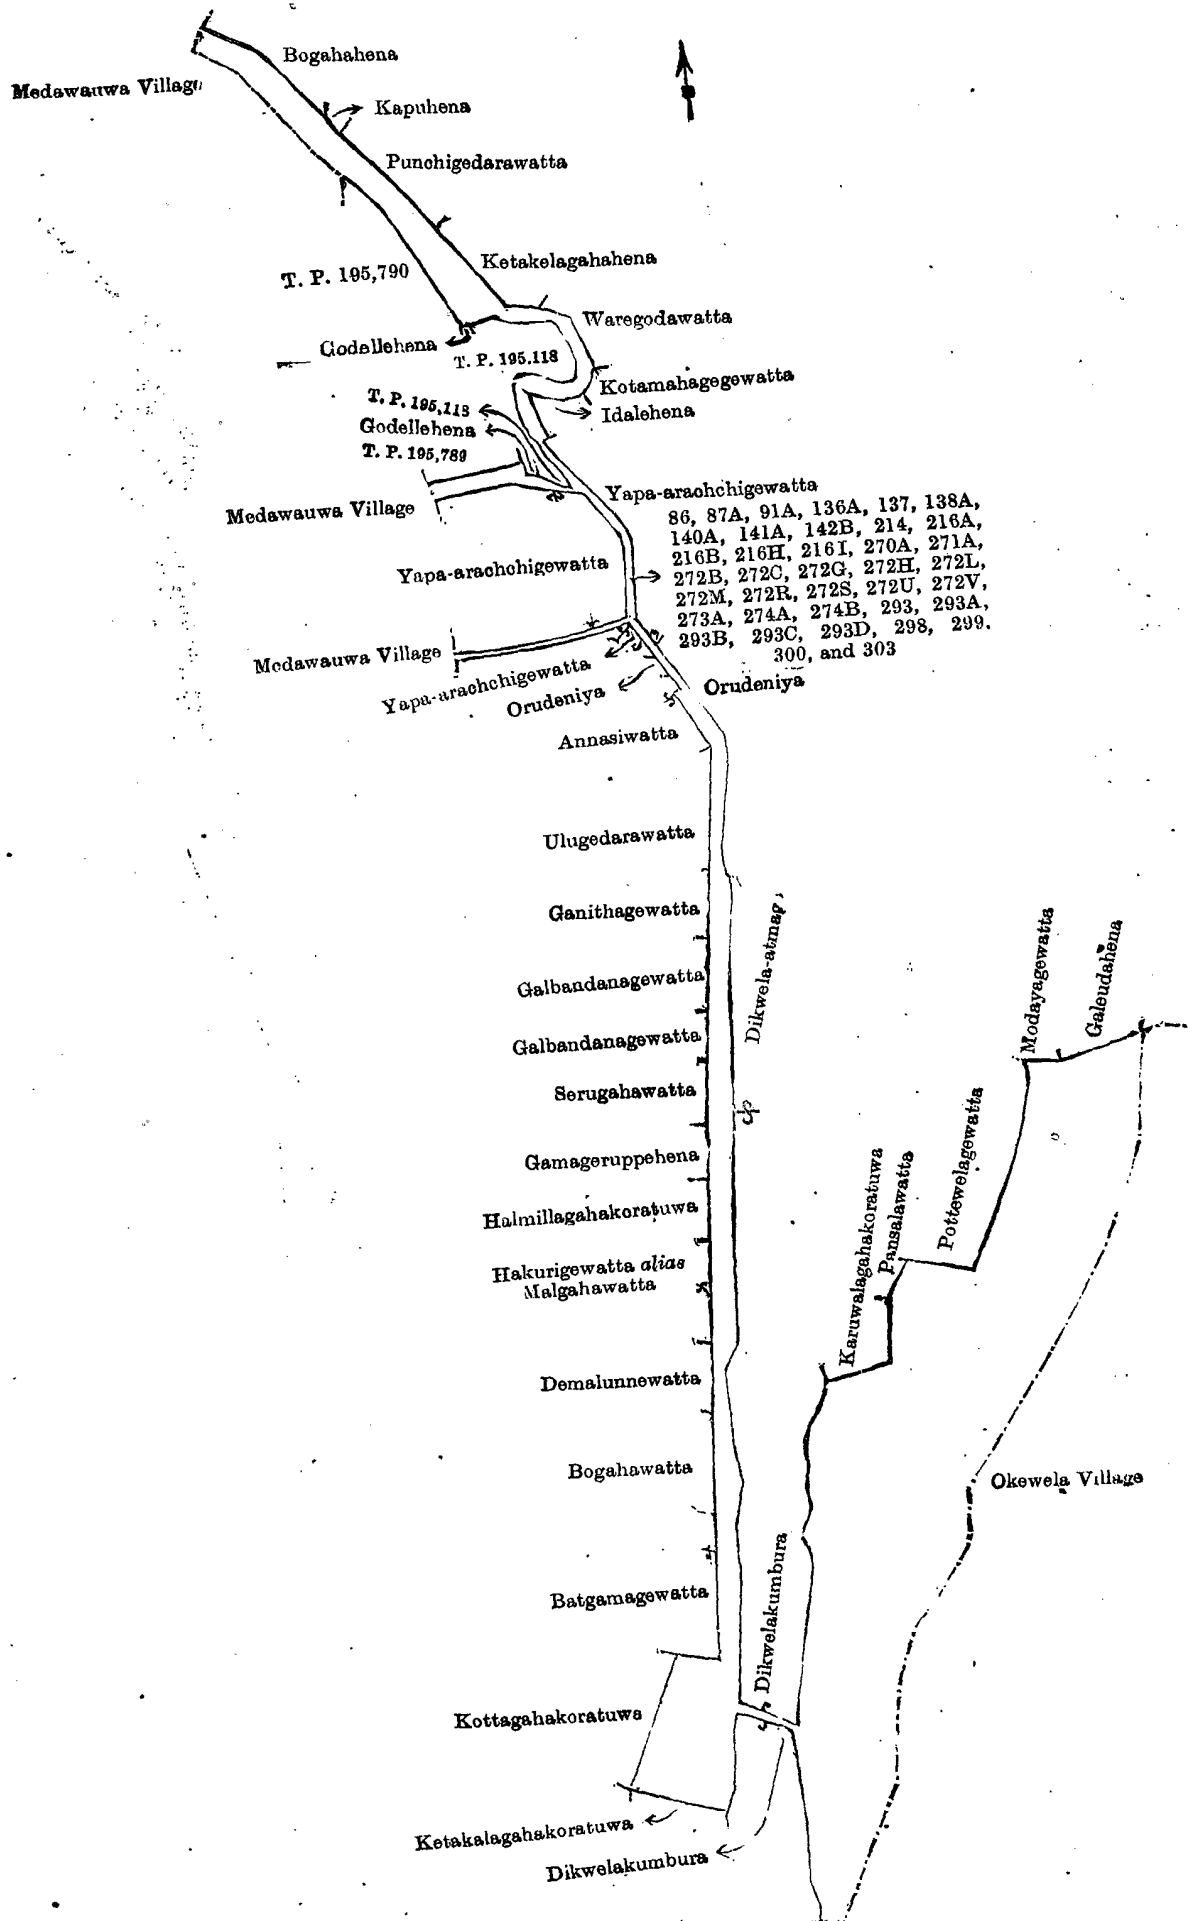 Bogahahena
Medawauwa Village
Kapuhena
Punchigedarawatta
Ketakelagahahena
T. P. 195,790
Waregodawatta
Godellehena
T. P. 195,118
Kotamahagegewatta
T. P. 195,118
Idalehena
Godellehena
T. P. 195,789
Yapa-arachchigewatta
Medawauwa Village
86, 87A, 91A, 136A, 137, 138A,
140A, 141A, 142B, 214, 216A,
216B, 216H, 216I, 270A, 271A,
272B, 272C, 272G, 272H, 272L,
272M, 272R, 272S, 272U, 272V,
273A, 274A, 274B, 293, 293A,
293B, 293C, 293D, 298, 299,
300, and 303
Yapa-arachchigewatta
Medawauwa Village
Yapa-arachchigewatta
Orudeniya
Orudeniya
Annasiwatta
Ulugedarawatta
Ganithagewatta
Dikwela-atmag
Galbandanagewatta
Galbandanagewatta
Serugahawatta
Gamageruppehena
Halmillagahakoratuwa
Hakurigewatta alias
Malgahawatta
Demalunnewatta
Bogahawatta
Batgamagewatta
Modayagewatta
Galeudahena
Pottewelagewatta
Pansalawatta
Karuwalagahakoratuwa
Okewela Village
Dikwelakumbura
Kottagahakoratuwa
Ketakalagahakoratuwa
Dikwelakumbura